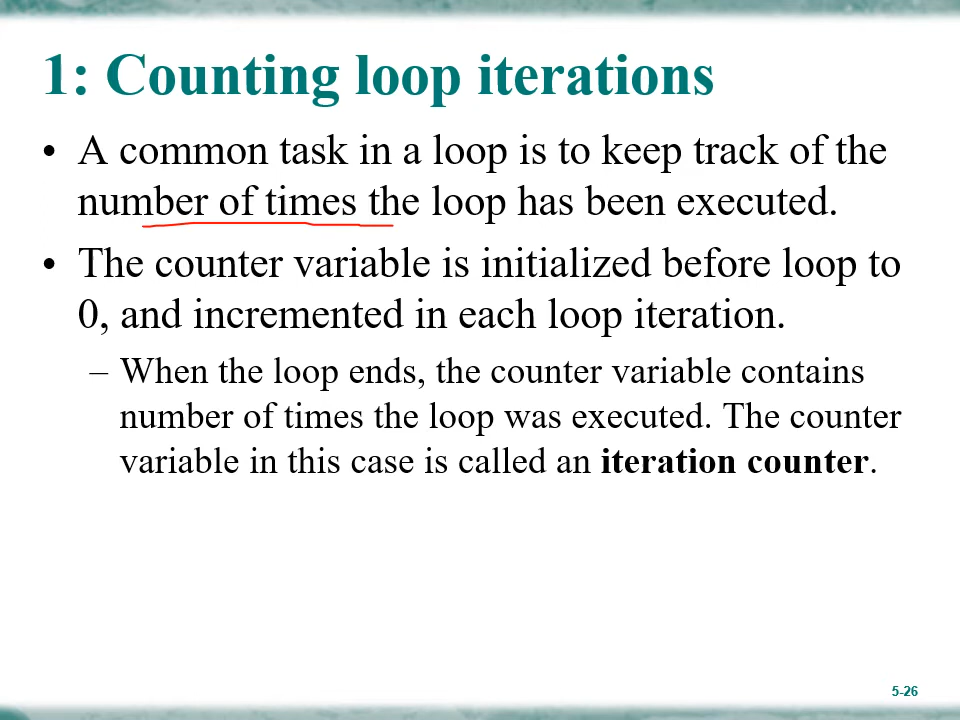 1: Counting loop iterations
• A common task in a loop is to keep track of the
number of times the loop has been executed.
• The counter variable is initialized before loop to
0, and incremented in each loop iteration.
– When the loop ends, the counter variable contains
number of times the loop was executed. The counter
variable in this case is called an iteration counter.
5-26